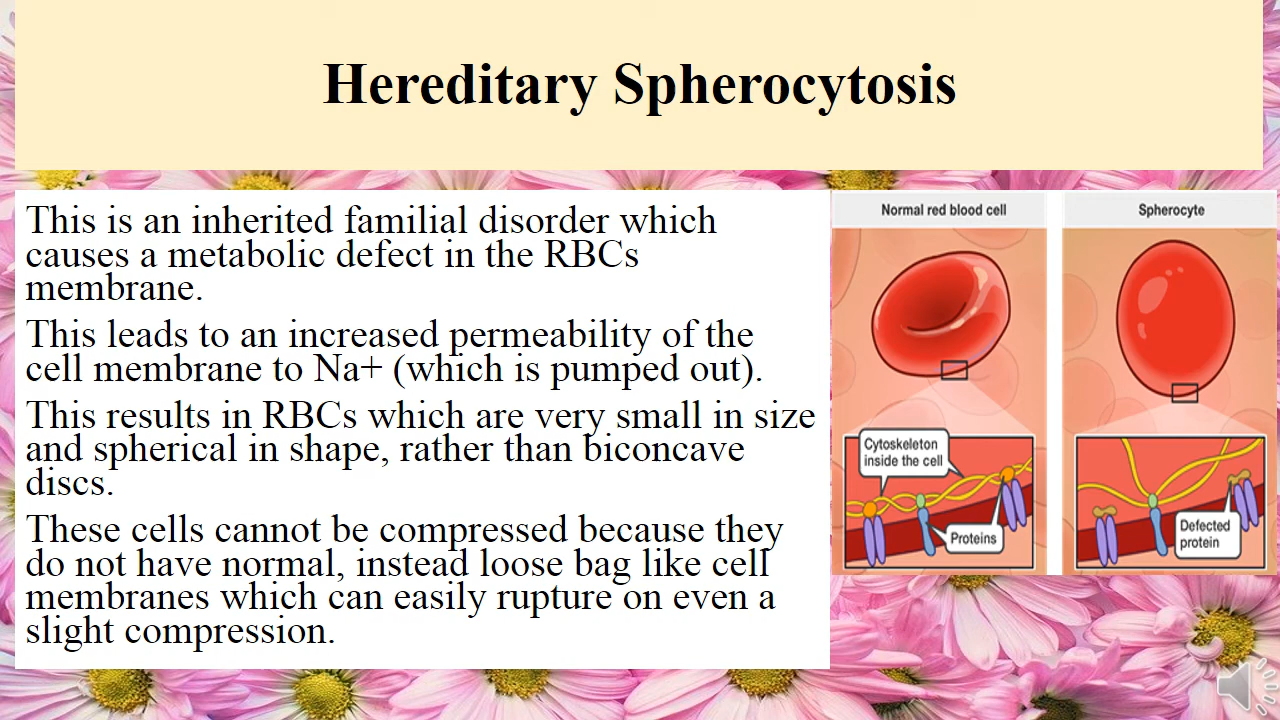 Hereditary Spherocytosis
This is an inherited familial disorder which
causes a metabolic defect in the RBCs
membrane.
This leads to an increased permeability of the
cell membrane to Na+ (which is pumped out).
This results in RBCs which are very small in size
and spherical in shape, rather than biconcave
discs.
These cells cannot be compressed because they
do not have normal, instead loose bag like cell
membranes which can easily rupture on even a
slight compression.
Normal red blood cell
Cytoskeleton
inside the cell
Proteins
Spherocyte
Defected
protein